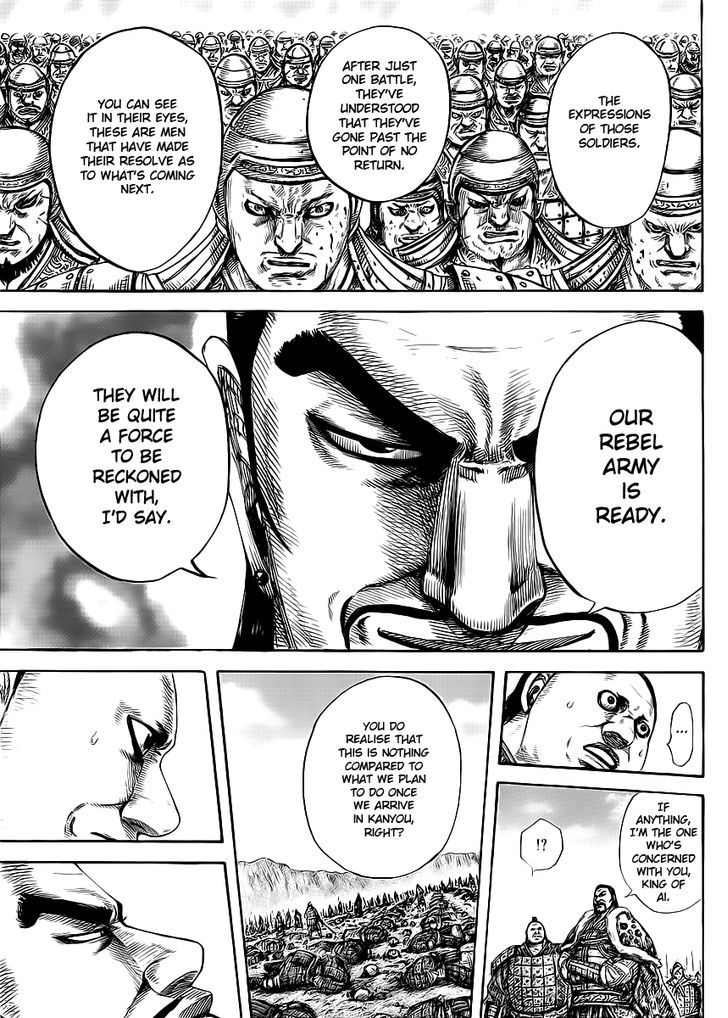 THE
EXPRESSIONS
OF THOSE
SOLDIERS.
AFTER JUST
ONE BATTLE,
THEY'VE
UNDERSTOOD
THAT THEY'VE
GONE PAST THE
POINT OF NO
RETURN.
YOU CAN SEE
IT IN THEIR EYES,
THESE ARE MEN
THAT HAVE MADE
THEIR RESOLVE AS
TO WHAT'S COMING
NEXT.
OUR
REBEL
ARMY
IS
READY.
THEY WILL
BE QUITE
A FORCE
TO BE
RECKONED
WITH,
I'D SAY.
...
IF
ANYTHING,
I'M THE ONE
WHO'S
CONCERNED
WITH YOU,
KING OF
AI.
!?
YOU DO
REALISE THAT
THIS IS NOTHING
COMPARED TO
WHAT WE PLAN
TO DO ONCE
WE ARRIVE
IN KANYOU,
RIGHT?